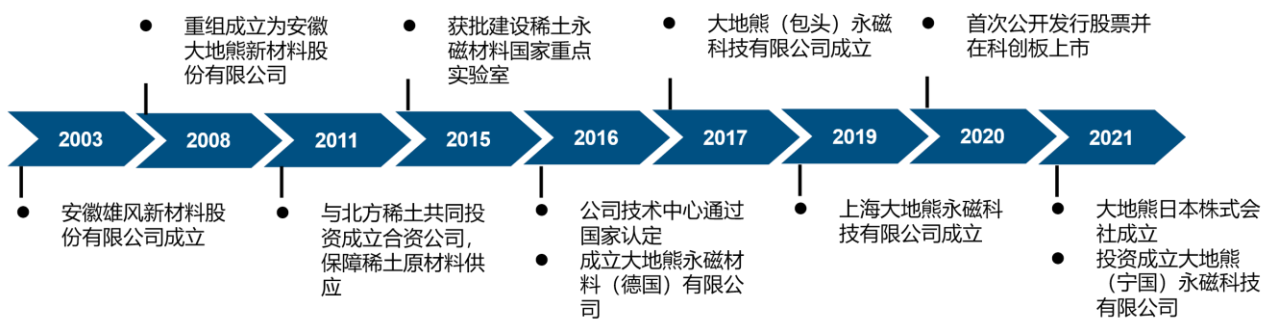 重组成立为安徽
大地熊新材料股
份有限公司
获批建设稀土永
磁材料国家重点
实验室
大地熊（包头）永磁
科技有限公司成立
首次公开发行股票并
在科创板上市
2003
2008
2011
2015
2016
2017
2019
2020
2021
安徽雄风新材料股
份有限公司成立
与北方稀土共同投
资成立合资公司，
保障稀土原材料供
应
公司技术中心通过
国家认定
成立大地熊永磁材
料（德国）有限公
司
上海大地熊永磁科
技有限公司成立
大地熊日本株式会
社成立
投资成立大地熊
（宁国）永磁科技
有限公司